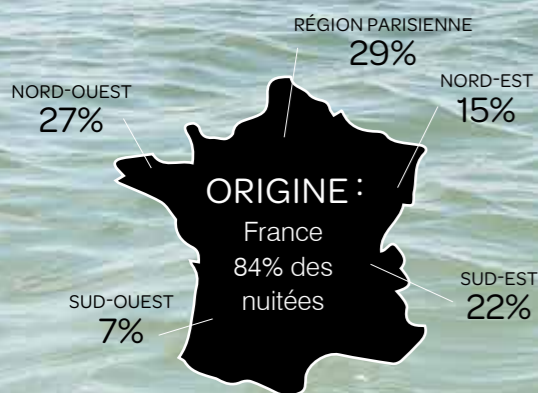 RÉGION PARISIENNE
29%
NORD-OUEST
27%
NORD-EST
15%
ORIGINE :
France
84% des
nuitées
SUD-OUEST
7%
SUD-EST
22%